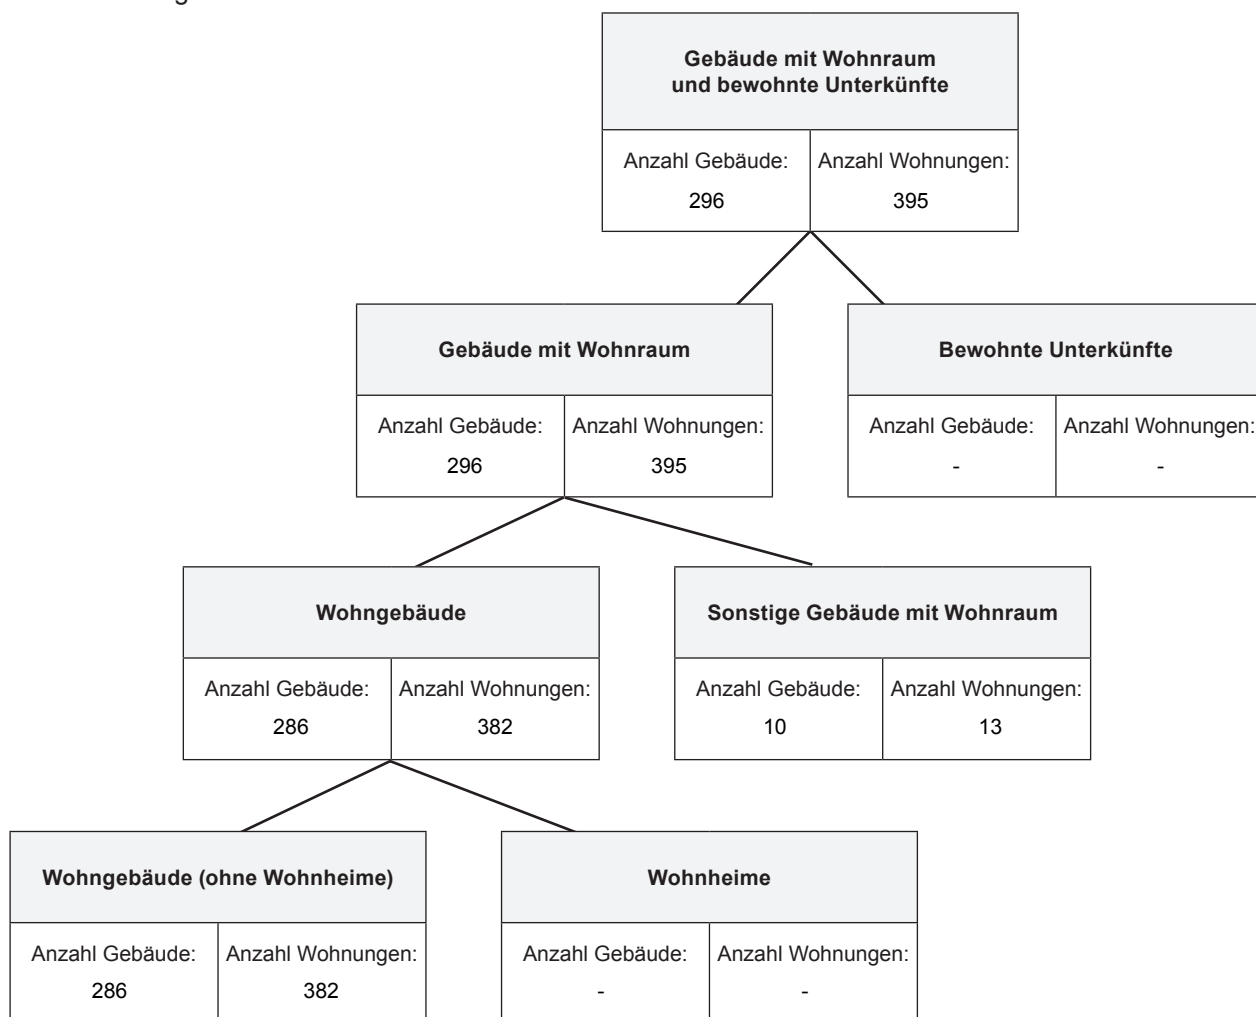 Gebäude mit Wohnraum
und bewohnte Unterkünfte
Anzahl Gebäude:
296
Anzahl Wohnungen:
395
Gebäude mit Wohnraum
Anzahl Gebäude:
296
Anzahl Wohnungen:
395
Bewohnte Unterkünfte
Anzahl Gebäude:
-
Anzahl Wohnungen:
-
Wohngebäude
Anzahl Gebäude:
286
Anzahl Wohnungen:
382
Sonstige Gebäude mit Wohnraum
Anzahl Gebäude:
10
Anzahl Wohnungen:
13
Wohngebäude (ohne Wohnheime)
Anzahl Gebäude:
286
Anzahl Wohnungen:
382
Wohnheime
Anzahl Gebäude:
-
Anzahl Wohnungen:
-